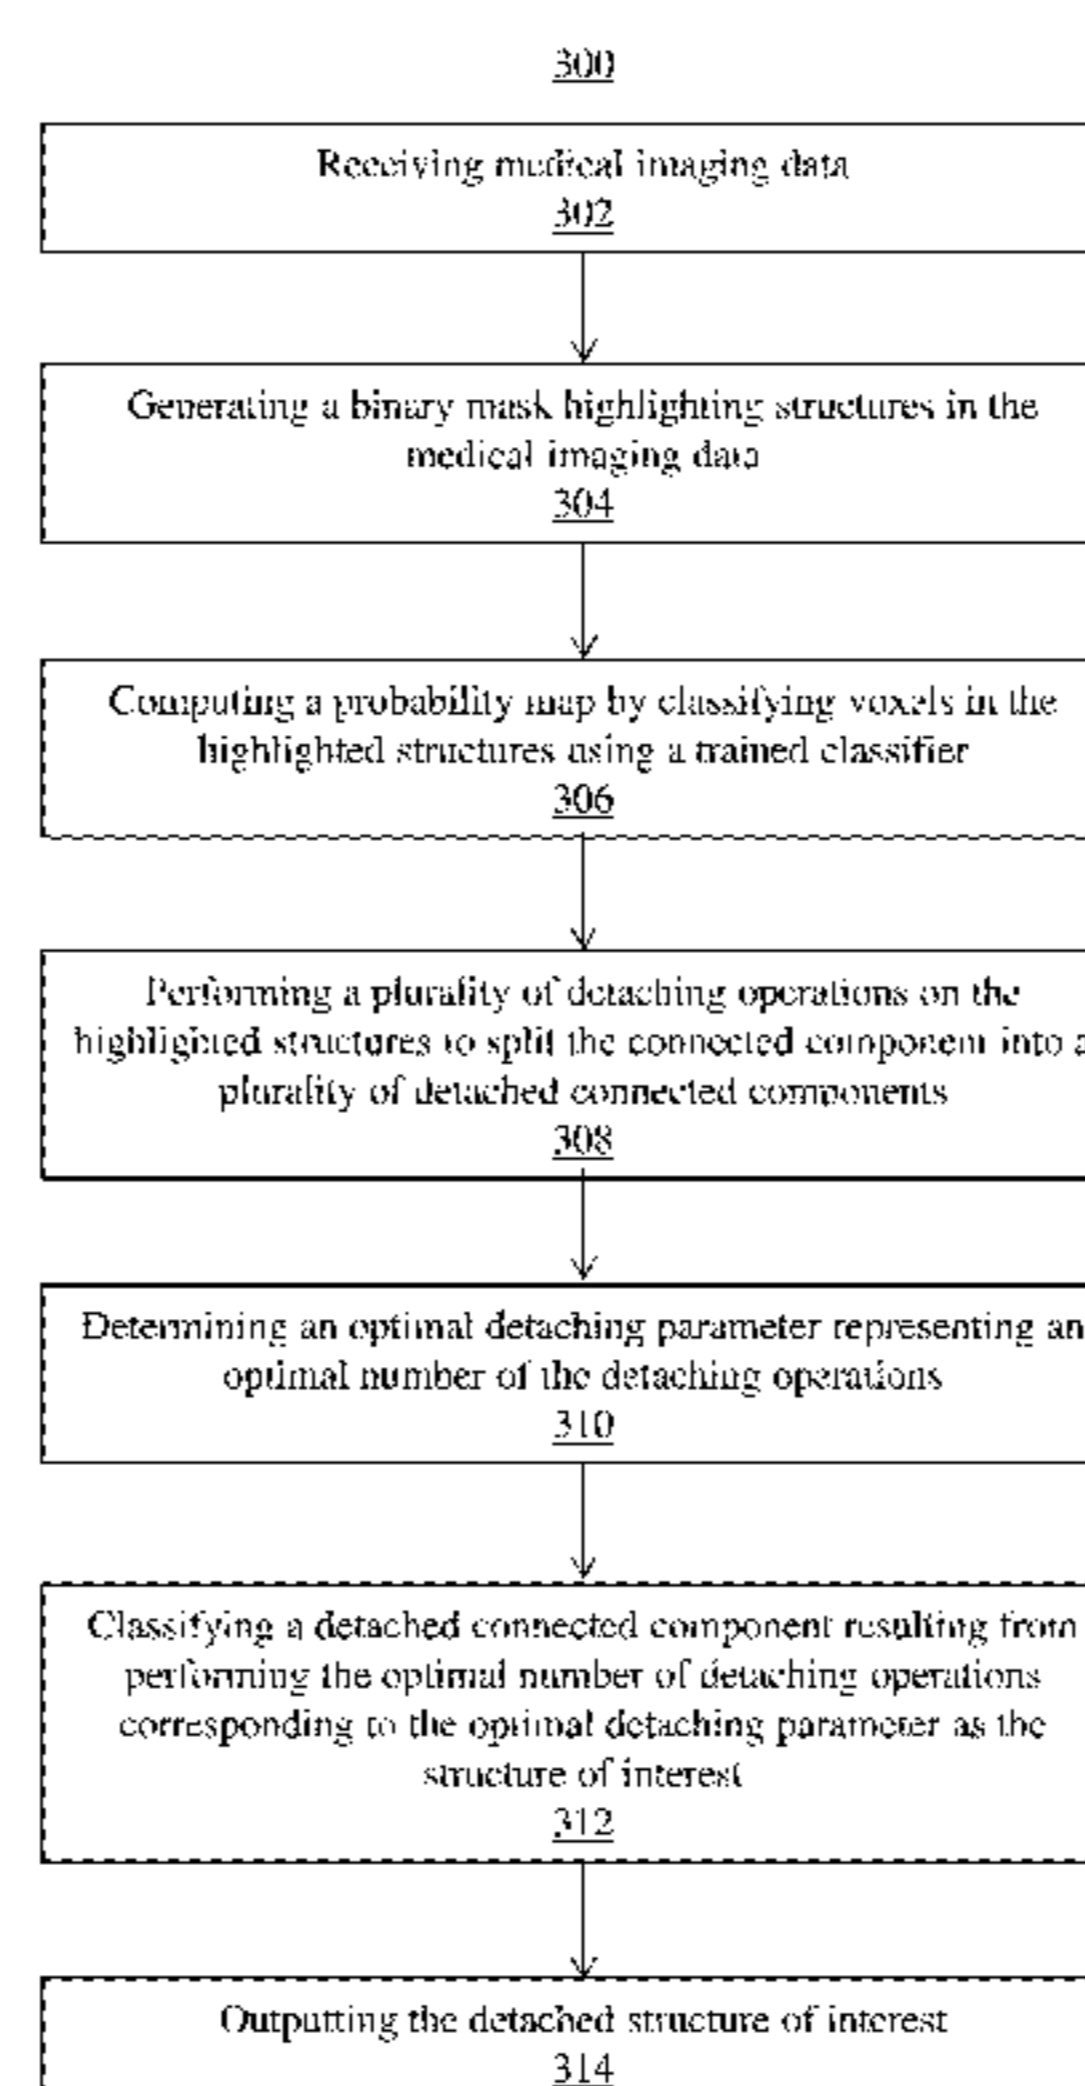 300
Receiving medical imaging data
302
Generating a binary mask highlighting structures in the
medical imaging data
304
Computing a probability map by classifying voxels in the
highlighted structures using a trained classifier
306
Performing a plurality of detaching operations on the
highlighted structures to split the connected component into a
plurality of detached connected components
308
Determining an optimal detaching parameter representing an
optimal number of the detaching operations
310
Classifying a detached connected component resulting from
performing the optimal number of detaching operations
corresponding to the optimal detaching parameter as the
structure of interest
312
Outputting the detached structure of interest
314